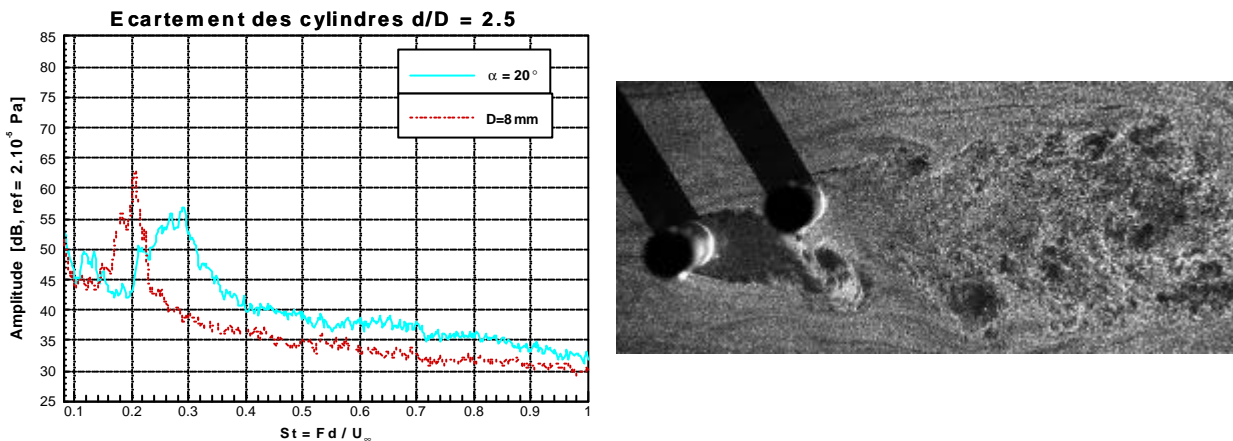 Ecartement des cylindres d/D = 2.5
85
80
75
70
65
60
55
50
45
40
35
30
25
Amplitude [dB, ref = 2.10⁻⁵ Pa]
α = 20°
D=8mm
0.1 0.2 0.3 0.4 0.5 0.6 0.7 0.8 0.9 1
St = Fd / U∞